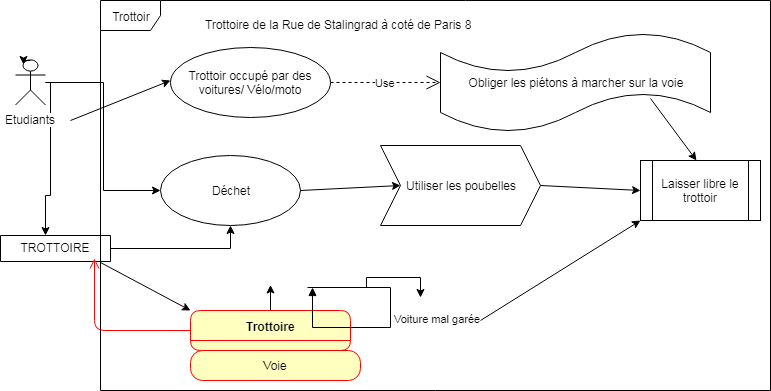 Trottoir
Trottoire de la Rue de Stalingrad à coté de Paris 8
Trottoir occupé par des
voitures/ Vélo/moto
Use
Obliger les piétons à marcher sur la voie
Etudiants
Déchet
Utiliser les poubelles
Laisser libre le
trottoir
TROTTOIRE
Trottoire
Voiture mal garée
Voie